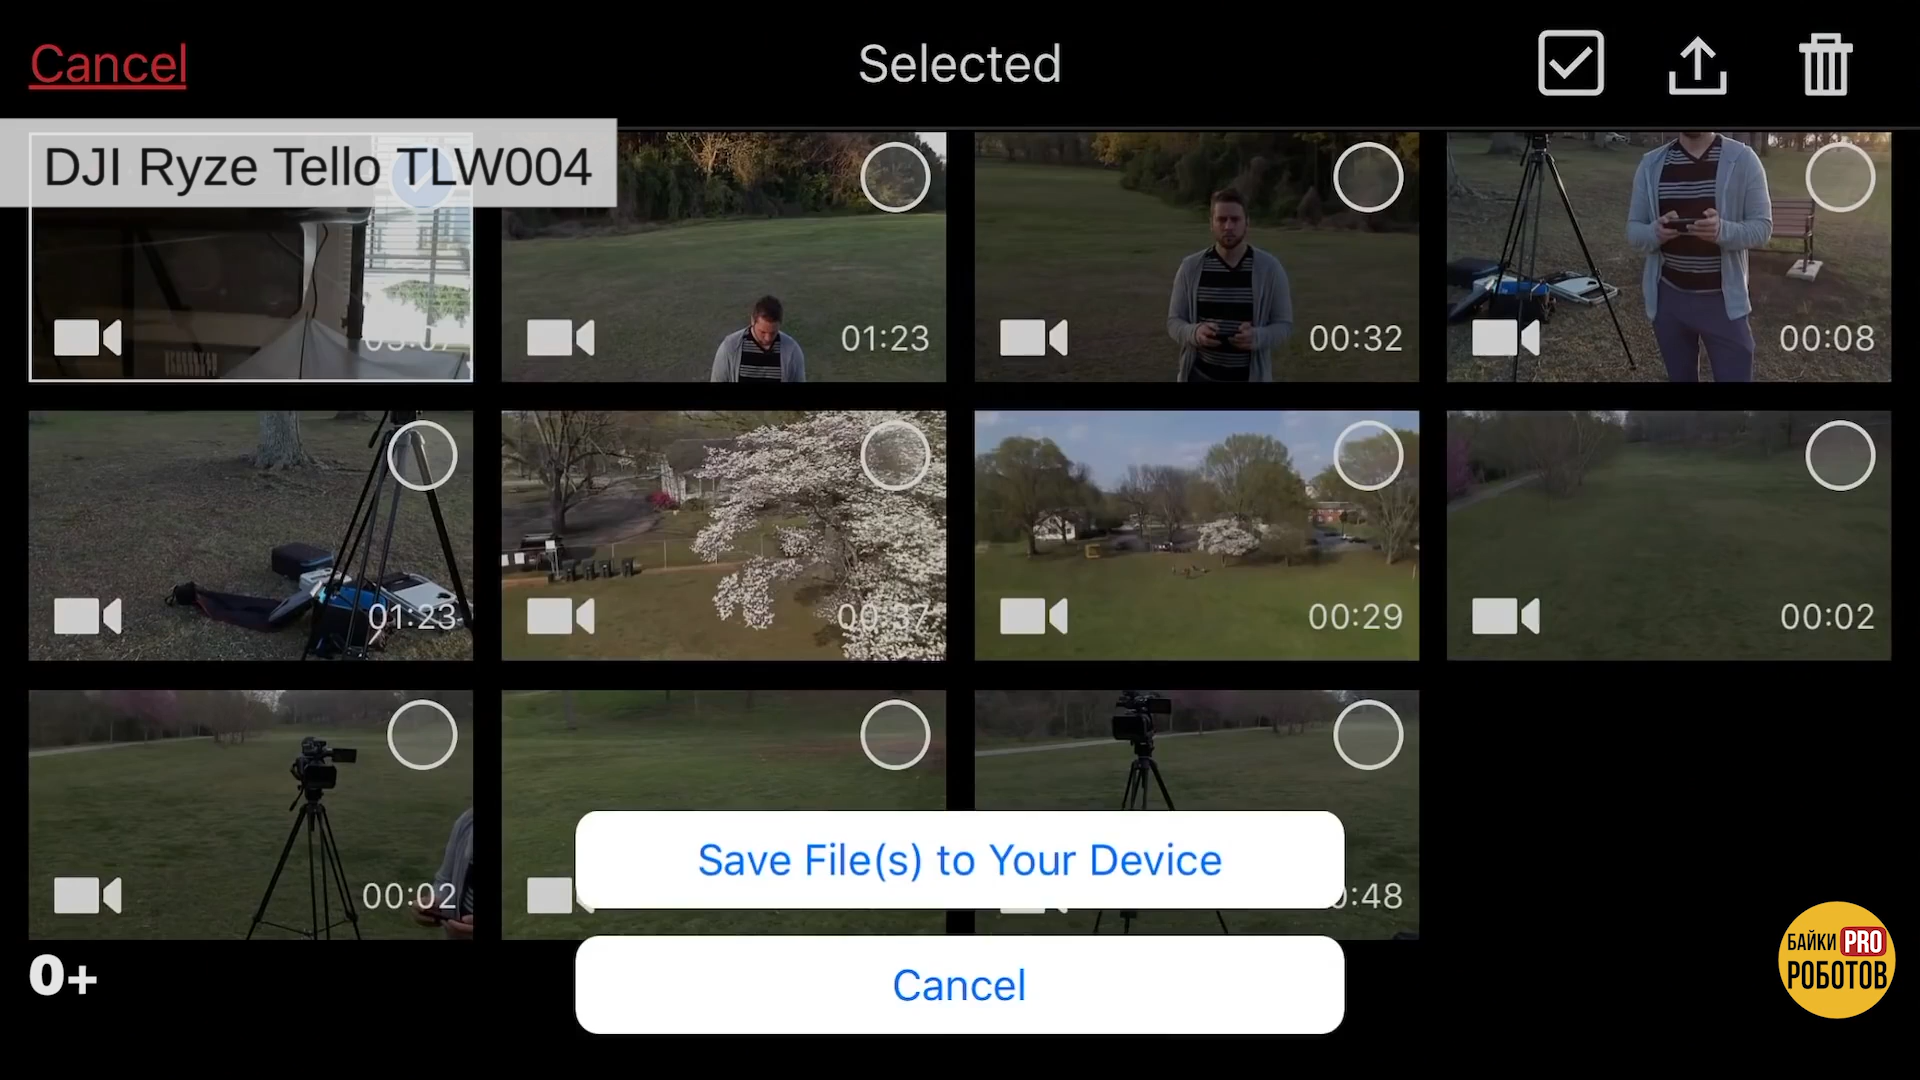 Cancel
Selected
DJI Ryze Tello TLW004
01:23
00:32
00:08
01:23
00:37
00:29
00:02
00:02
:48
Save File(s) to Your Device
Cancel
0+
БАЙКИ PRO
РОБОТОВ